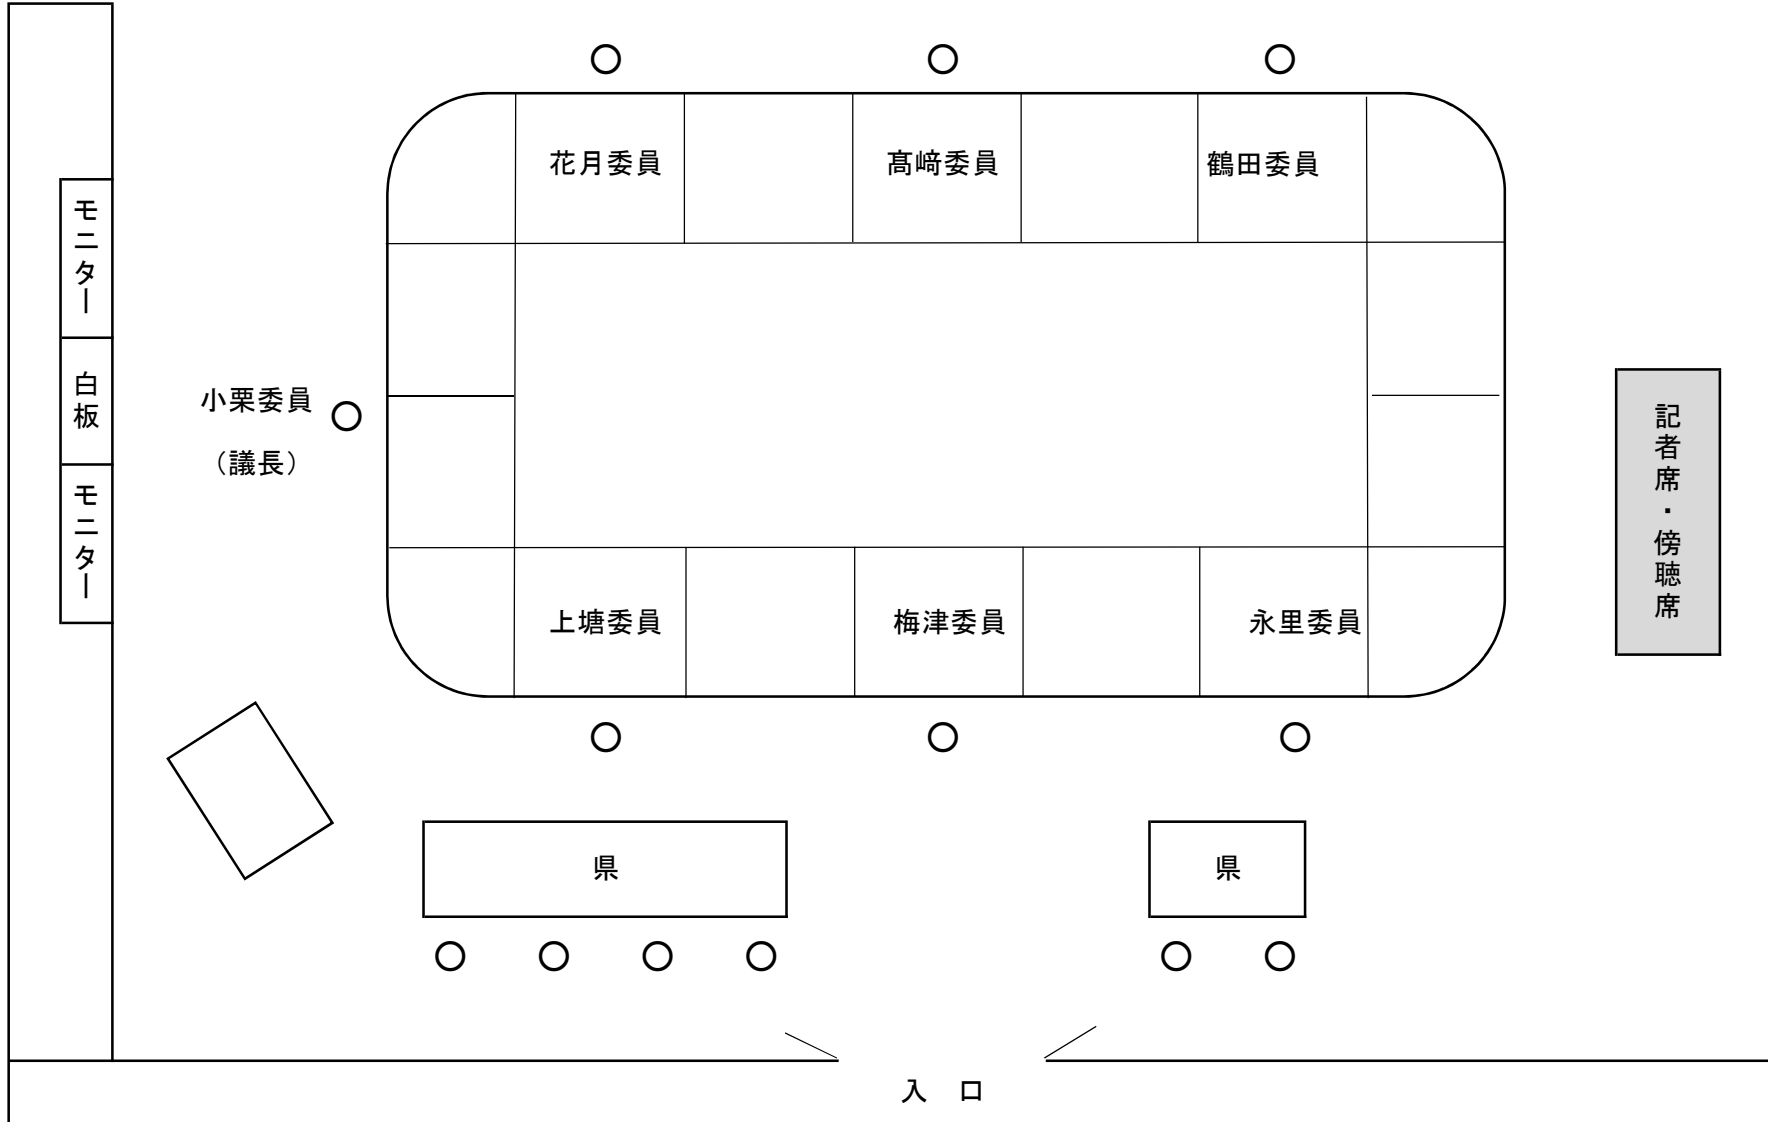 花月委員
髙﨑委員
鶴田委員
モニター
白板
モニター
小栗委員
（議長）
記者席・傍聴席
上塘委員
梅津委員
永里委員
県
県
入　口